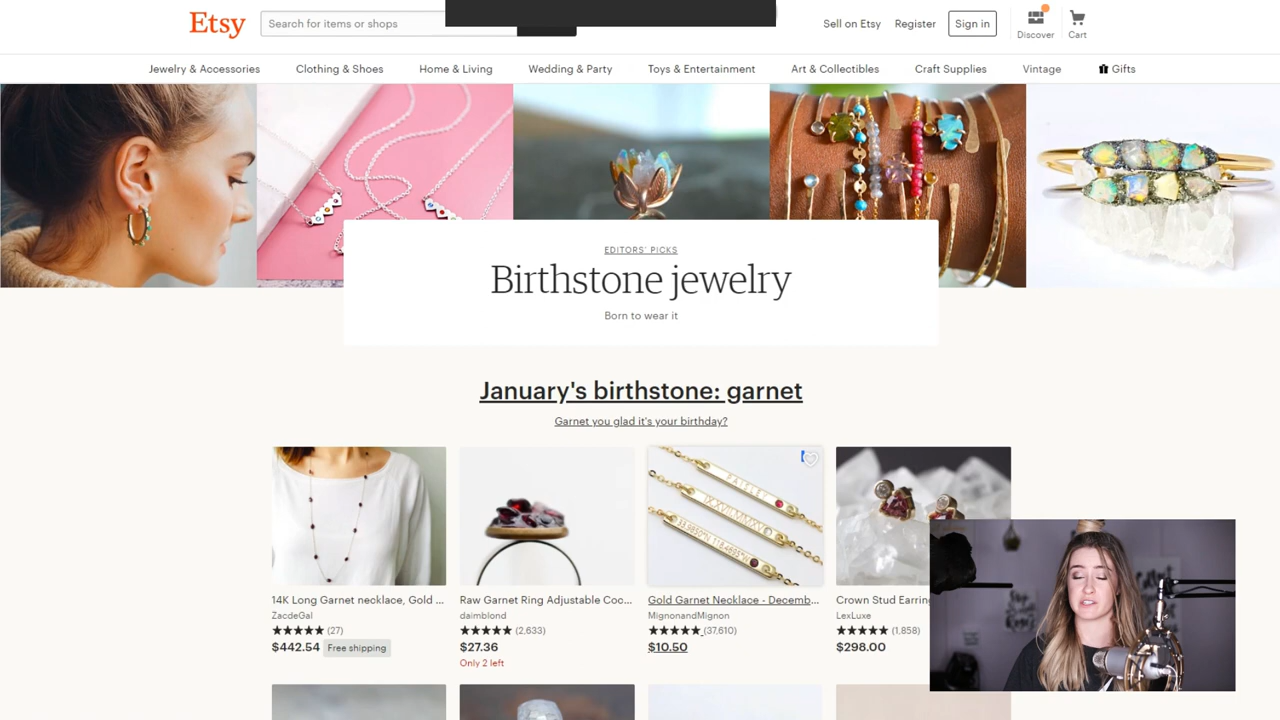 Etsy
Search for items or shops
Sell on Etsy
Register
Sign in
Discover
Cart
Jewelry & Accessories
Clothing & Shoes
Home & Living
Wedding & Party
Toys & Entertainment
Art & Collectibles
Craft Supplies
Vintage
Gifts
EDITORS' PICKS
Birthstone jewelry
Born to wear it
January's birthstone: garnet
Garnet you glad it's your birthday?
PAISLEY
14K Long Garnet necklace, Gold ...
ZacdeGal
(27)
$442.54 Free shipping
Raw Garnet Ring Adjustable Coc...
daimblond
(2,633)
$27.36
Only 2 left
Gold Garnet Necklace - Decemb...
MignonandMignon
(37,610)
$10.50
Crown Stud Earring
LexLuxe
(1,858)
$298.00